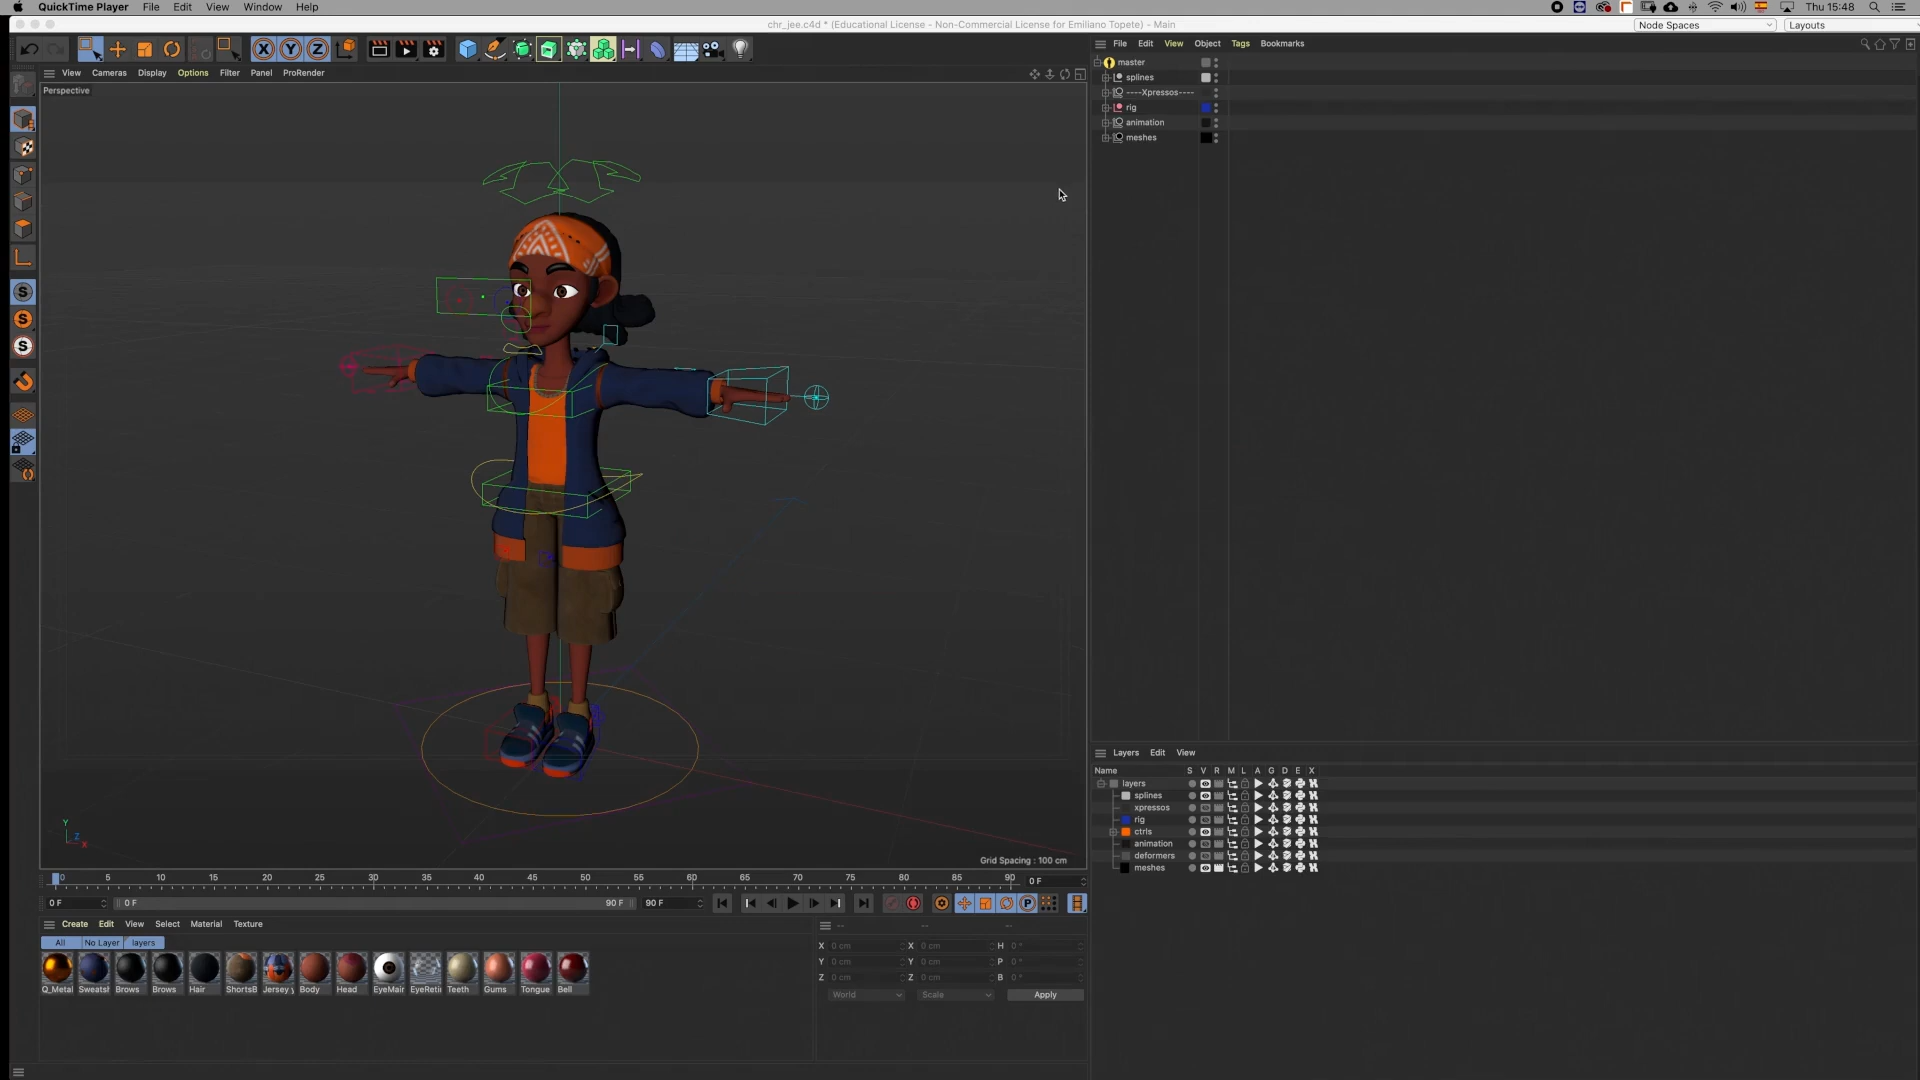 QuickTime Player File Edit View Window Help Thu 15:48
chr_jee.c4d * (Educational License - Non-Commercial License for Emiliano Topete) - Main Node Spaces Layouts
X Y Z
File Edit View Object Tags Bookmarks
View Cameras Display Options Filter Panel ProRender
Perspective
master
splines
----Xpressos----
rig
animation
meshes
S
S
S
Y
Z
X
Grid Spacing : 100 cm
Layers Edit View
Name S V R M L A G D E X
layers
splines
xpressos
rig
ctrls
animation
deformers
meshes
0 5 10 15 20 25 30 35 40 45 50 55 60 65 70 75 80 85 90 0 F
0 F 0 F 90 F 90 F P
Create Edit View Select Material Texture
-- -- --
All No Layer layers
X 0 cm X 0 cm H 0 °
Y 0 cm Y 0 cm P 0 °
Z 0 cm Z 0 cm B 0 °
Q_Metal Sweatsh Brows Brows Hair ShortsB Jersey y Body Head EyeMair EyeReti Teeth Gums Tongue Bell
World Scale Apply